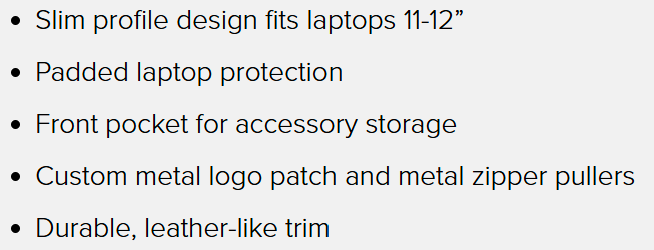 • Slim profile design fits laptops 11-12”
• Padded laptop protection
• Front pocket for accessory storage
• Custom metal logo patch and metal zipper pullers
• Durable, leather-like trim